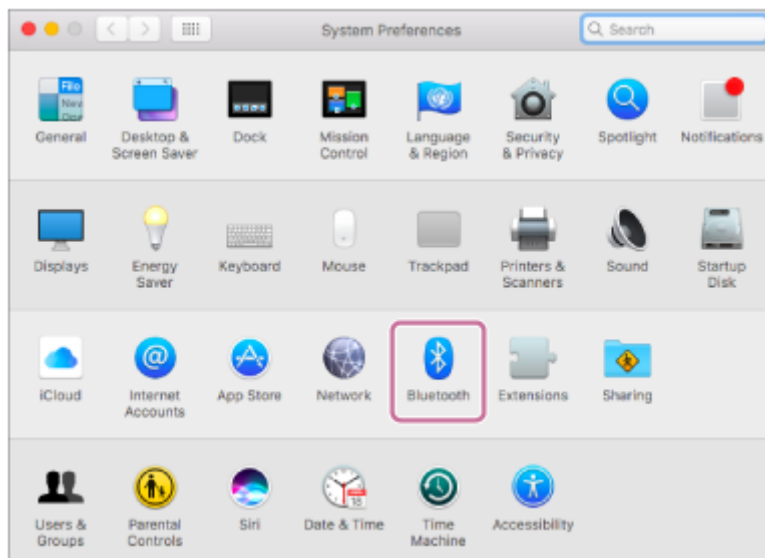 System Preferences
Search
General
Desktop &
Screen Saver
Dock
Mission
Control
Language
& Region
Security
& Privacy
Spotlight
Notifications
Displays
Energy
Saver
Keyboard
Mouse
Trackpad
Printers &
Scanners
Sound
Startup
Disk
iCloud
Internet
Accounts
App Store
Network
Bluetooth
Extensions
Sharing
Users &
Groups
Parental
Controls
Siri
Date & Time
Time
Machine
Accessibility